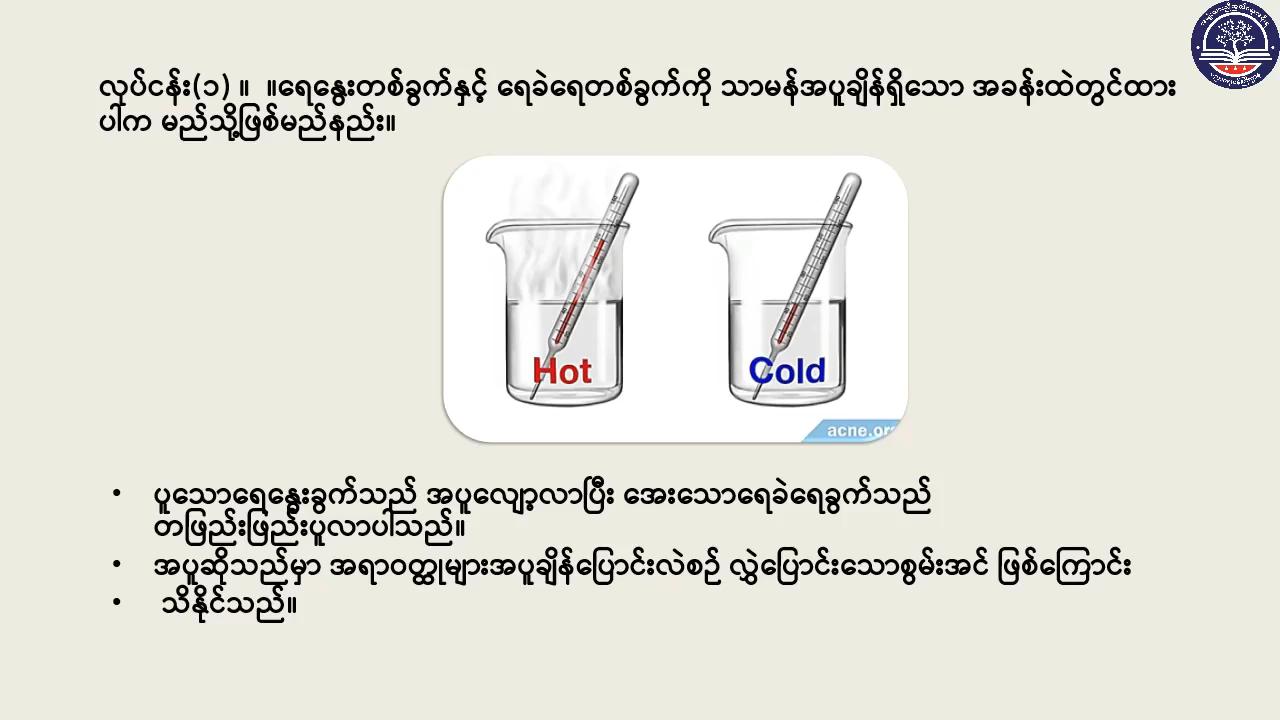 လုပ်ငန်း(၁) ။ ။ရေနွေးတစ်ခွက်နှင့် ရေခဲရေတစ်ခွက်ကို သာမန်အပူချိန်ရှိသော အခန်းထဲတွင်ထား
ပါက မည်သို့ဖြစ်မည်နည်း။
Hot
Cold
acne.or
• ပူသောရေနွေးခွက်သည် အပူလျော့လာပြီး အေးသောရေခဲရေခွက်သည်
တဖြည်းဖြည်းပူလာပါသည်။
• အပူဆိုသည်မှာ အရာဝတ္ထုများအပူချိန်ပြောင်းလဲစဉ် လွှဲပြောင်းသောစွမ်းအင် ဖြစ်ကြောင်း
• သိနိုင်သည်။